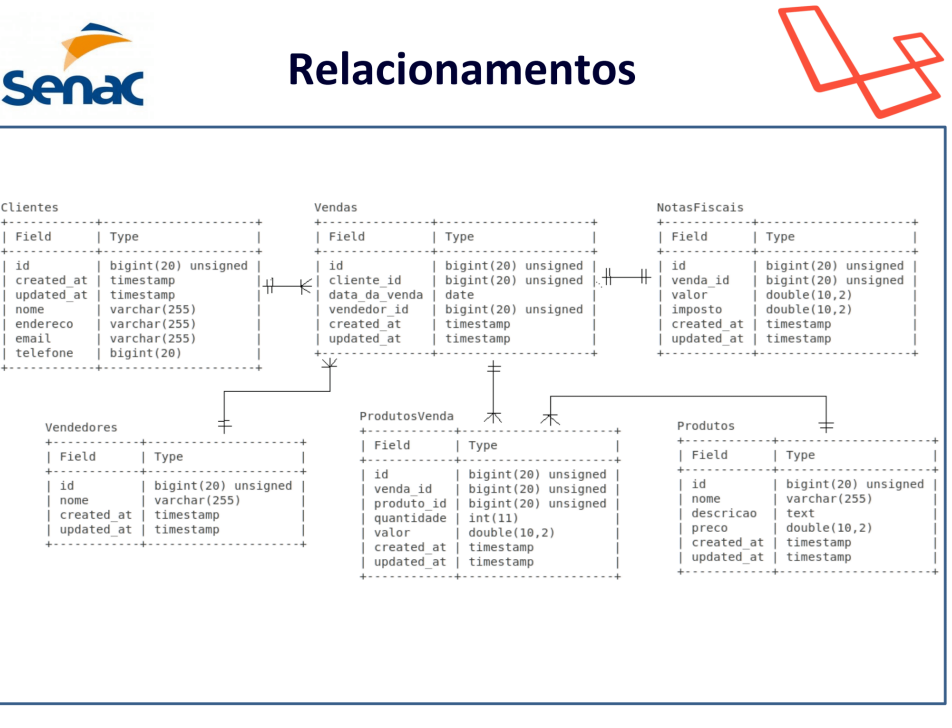 Senac
Relacionamentos
Clientes
Field Type
id bigint(20) unsigned
created_at timestamp
updated_at timestamp
nome varchar(255)
endereco varchar(255)
email varchar(255)
telefone bigint(20)
Vendas
Field Type
id bigint(20) unsigned
cliente_id bigint(20) unsigned
data_da_venda date
vendedor_id bigint(20) unsigned
created_at timestamp
updated_at timestamp
NotasFiscais
Field Type
id bigint(20) unsigned
venda_id bigint(20) unsigned
valor double(10,2)
imposto double(10,2)
created_at timestamp
updated_at timestamp
Vendedores
Field Type
id bigint(20) unsigned
nome varchar(255)
created_at timestamp
updated_at timestamp
ProdutosVenda
Field Type
id bigint(20) unsigned
venda_id bigint(20) unsigned
produto_id bigint(20) unsigned
quantidade int(11)
valor double(10,2)
created_at timestamp
updated_at timestamp
Produtos
Field Type
id bigint(20) unsigned
nome varchar(255)
descricao text
preco double(10,2)
created_at timestamp
updated_at timestamp